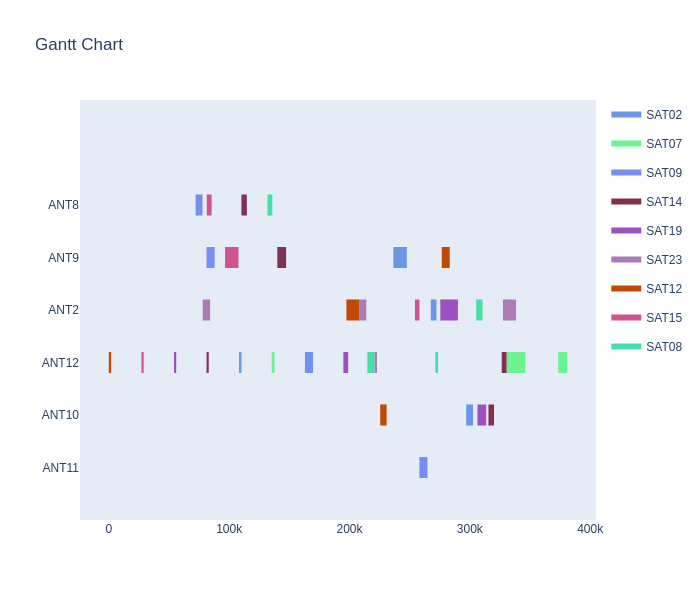 Gantt Chart
SAT02
SAT07
SAT09
SAT14
SAT19
SAT23
SAT12
SAT15
SAT08
ANT8
ANT9
ANT2
ANT12
ANT10
ANT11
0 100k 200k 300k 400k